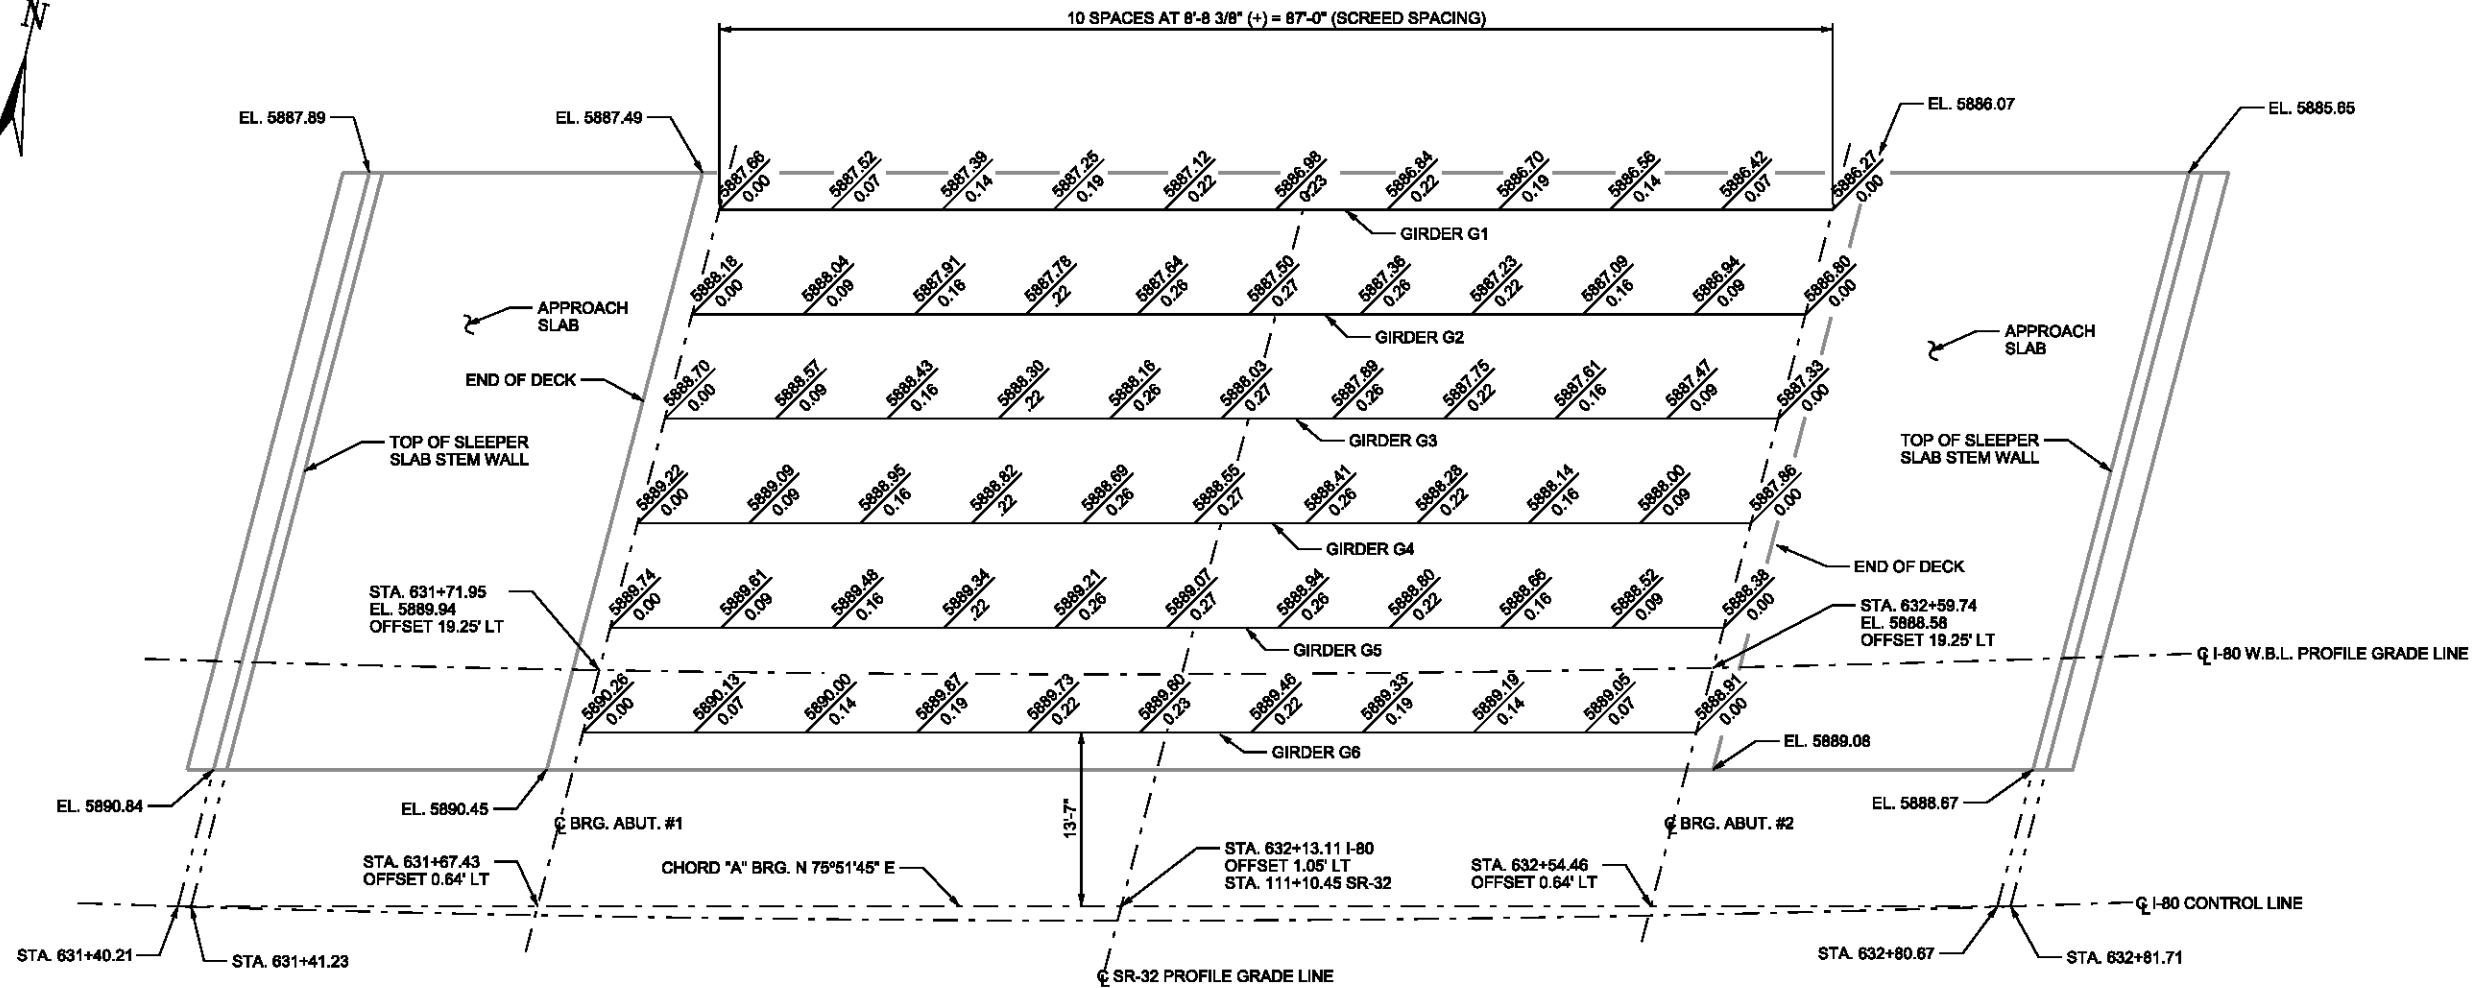 N
10 SPACES AT 8'-8 3/8" (+) = 87'-0" (SCREED SPACING)
EL. 5887.89
EL. 5887.49
EL. 5886.07
EL. 5885.65
5887.66 5887.52 5887.39 5887.25 5887.12 5886.98 5886.84 5886.70 5886.56 5886.42 5886.27
0.00 0.07 0.14 0.19 0.22 0.23 0.22 0.19 0.14 0.07 0.00
GIRDER G1
5888.18 5888.04 5887.91 5887.78 5887.64 5887.50 5887.36 5887.23 5887.09 5886.94 5886.80
0.00 0.09 0.16 .22 0.26 0.27 0.26 0.22 0.16 0.09 0.00
APPROACH
SLAB
GIRDER G2
APPROACH
SLAB
END OF DECK
5888.70 5888.57 5888.43 5888.30 5888.16 5888.03 5887.89 5887.75 5887.61 5887.47 5887.33
0.00 0.09 0.16 .22 0.26 0.27 0.26 0.22 0.16 0.09 0.00
TOP OF SLEEPER
SLAB STEM WALL
GIRDER G3
TOP OF SLEEPER
SLAB STEM WALL
5889.22 5889.09 5888.95 5888.82 5888.69 5888.55 5888.41 5888.28 5888.14 5888.00 5887.86
0.00 0.09 0.16 .22 0.26 0.27 0.26 0.22 0.16 0.09 0.00
GIRDER G4
END OF DECK
STA. 631+71.95
EL. 5889.94
OFFSET 19.25' LT
5889.74 5889.61 5889.48 5889.34 5889.21 5889.07 5888.94 5888.80 5888.66 5888.52 5888.38
0.00 0.09 0.16 .22 0.26 0.27 0.26 0.22 0.16 0.09 0.00
STA. 632+59.74
EL. 5888.58
OFFSET 19.25' LT
GIRDER G5
℄ I-80 W.B.L. PROFILE GRADE LINE
5890.26 5890.13 5890.00 5889.87 5889.73 5889.60 5889.46 5889.33 5889.19 5889.05 5888.91
0.00 0.07 0.14 0.19 0.22 0.23 0.22 0.19 0.14 0.07 0.00
GIRDER G6
EL. 5889.08
EL. 5890.84
EL. 5890.45
13'-7"
EL. 5888.67
℄ BRG. ABUT. #1
℄ BRG. ABUT. #2
STA. 631+67.43
OFFSET 0.64' LT
CHORD "A" BRG. N 75°51'45" E
STA. 632+13.11 I-80
OFFSET 1.05' LT
STA. 111+10.45 SR-32
STA. 632+54.46
OFFSET 0.64' LT
℄ I-80 CONTROL LINE
STA. 631+40.21
STA. 631+41.23
STA. 632+80.67
STA. 632+81.71
℄ SR-32 PROFILE GRADE LINE